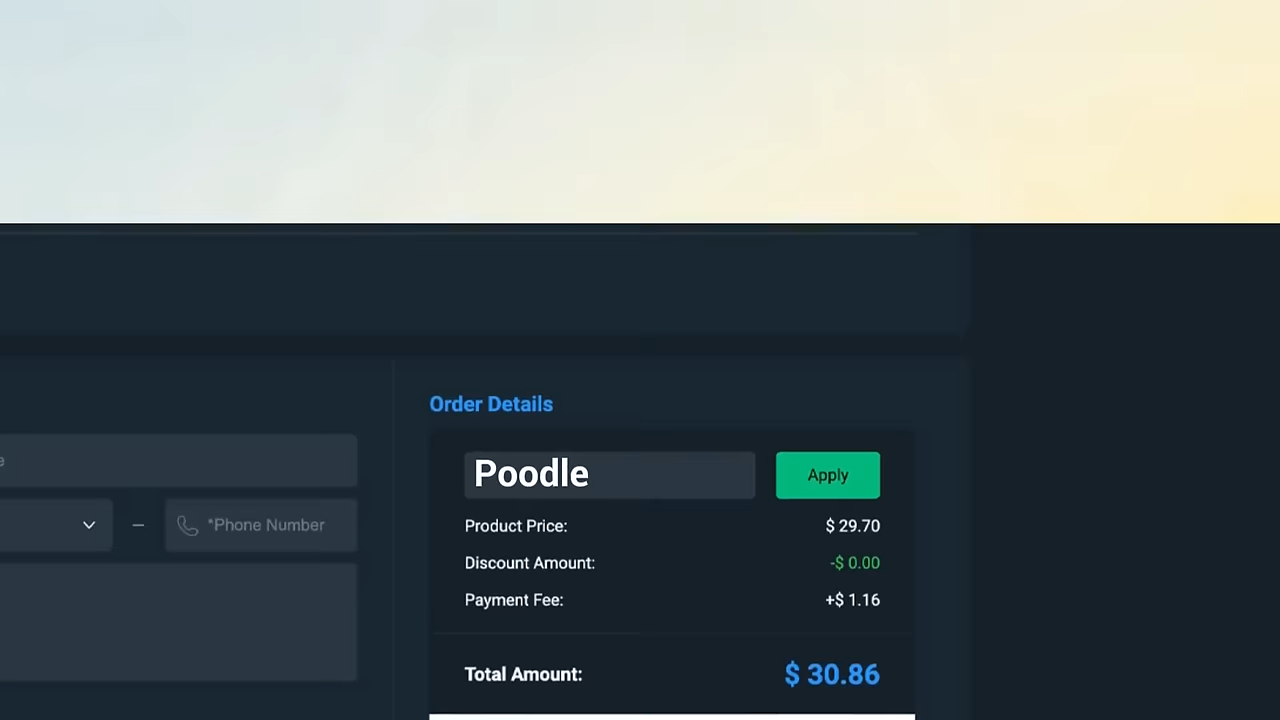 Order Details
Poodle
Apply
e
*Phone Number
Product Price: $ 29.70
Discount Amount: -$ 0.00
Payment Fee: +$ 1.16
Total Amount: $ 30.86